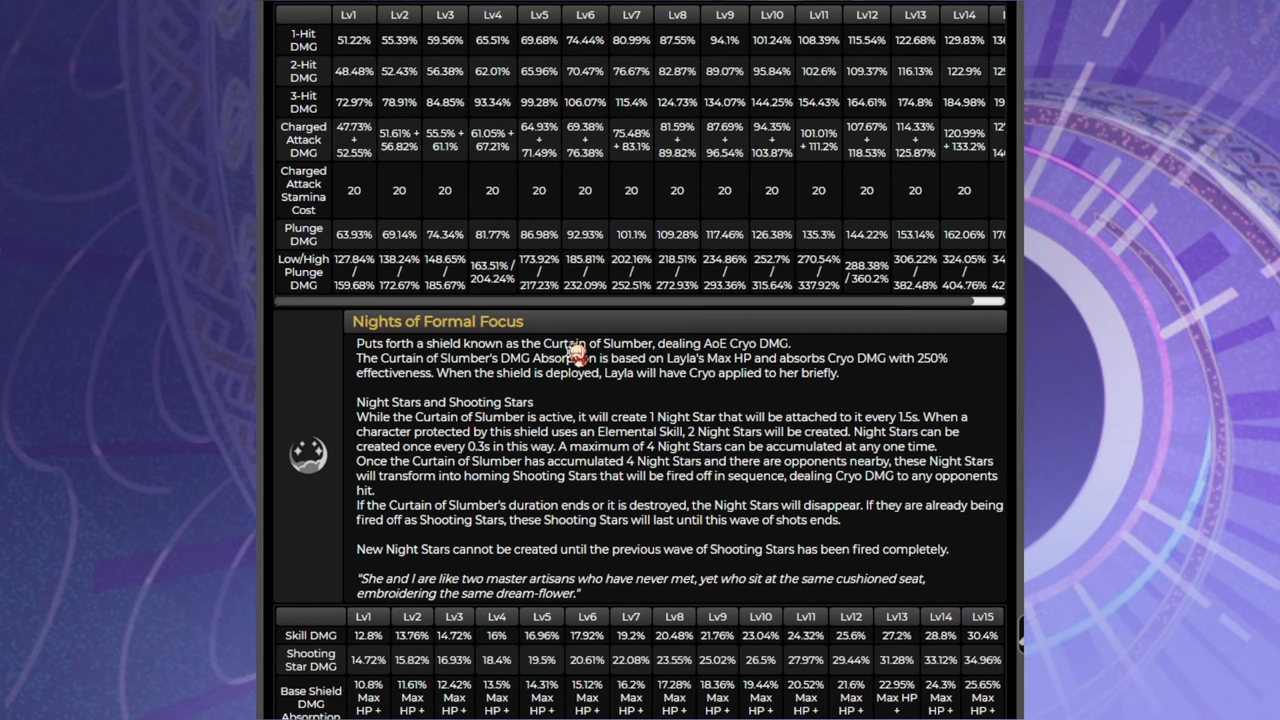 Lv1 Lv2 Lv3 Lv4 Lv5 Lv6 Lv7 Lv8 Lv9 Lv10 Lv11 Lv12 Lv13 Lv14
1-Hit DMG 51.22% 55.39% 59.56% 65.51% 69.68% 74.44% 80.99% 87.55% 94.1% 101.24% 108.39% 115.54% 122.68% 129.83%
2-Hit DMG 48.48% 52.43% 56.38% 62.01% 65.96% 70.47% 76.67% 82.87% 89.07% 95.84% 102.6% 109.37% 116.13% 122.9%
3-Hit DMG 72.97% 78.91% 84.85% 93.34% 99.28% 106.07% 115.4% 124.73% 134.07% 144.25% 154.43% 164.61% 174.8% 184.98%
Charged Attack DMG 47.73% + 52.55% 51.61% + 56.82% 55.5% + 61.1% 61.05% + 67.21% 64.93% + 71.49% 69.38% + 76.38% 75.48% + 83.1% 81.59% + 89.82% 87.69% + 96.54% 94.35% + 103.87% 101.01% + 111.2% 107.67% + 118.53% 114.33% + 125.87% 120.99% + 133.2%
Charged Attack Stamina Cost 20 20 20 20 20 20 20 20 20 20 20 20 20 20
Plunge DMG 63.93% 69.14% 74.34% 81.77% 86.98% 92.93% 101.1% 109.28% 117.46% 126.38% 135.3% 144.22% 153.14% 162.06%
Low/High Plunge DMG 127.84% / 159.68% 138.24% / 172.67% 148.65% / 185.67% 163.51% / 204.24% 173.92% / 217.23% 185.81% / 232.09% 202.16% / 252.51% 218.51% / 272.93% 234.86% / 293.36% 252.7% / 315.64% 270.54% / 337.92% 288.38% / 360.2% 306.22% / 382.48% 324.05% / 404.76%
Nights of Formal Focus
Puts forth a shield known as the Curtain of Slumber, dealing AoE Cryo DMG.
The Curtain of Slumber's DMG Absorption is based on Layla's Max HP and absorbs Cryo DMG with 250%
effectiveness. When the shield is deployed, Layla will have Cryo applied to her briefly.
Night Stars and Shooting Stars
While the Curtain of Slumber is active, it will create 1 Night Star that will be attached to it every 1.5s. When a
character protected by this shield uses an Elemental Skill, 2 Night Stars will be created. Night Stars can be
created once every 0.3s in this way. A maximum of 4 Night Stars can be accumulated at any one time.
Once the Curtain of Slumber has accumulated 4 Night Stars and there are opponents nearby, these Night Stars
will transform into homing Shooting Stars that will be fired off in sequence, dealing Cryo DMG to any opponents
hit.
If the Curtain of Slumber's duration ends or it is destroyed, the Night Stars will disappear. If they are already being
fired off as Shooting Stars, these Shooting Stars will last until this wave of shots ends.
New Night Stars cannot be created until the previous wave of Shooting Stars has been fired completely.
"She and I are like two master artisans who have never met, yet who sit at the same cushioned seat,
embroidering the same dream-flower."
Lv1 Lv2 Lv3 Lv4 Lv5 Lv6 Lv7 Lv8 Lv9 Lv10 Lv11 Lv12 Lv13 Lv14 Lv15
Skill DMG 12.8% 13.76% 14.72% 16% 16.96% 17.92% 19.2% 20.48% 21.76% 23.04% 24.32% 25.6% 27.2% 28.8% 30.4%
Shooting Star DMG 14.72% 15.82% 16.93% 18.4% 19.5% 20.61% 22.08% 23.55% 25.02% 26.5% 27.97% 29.44% 31.28% 33.12% 34.96%
Base Shield DMG Absorption 10.8% Max HP + 11.61% Max HP + 12.42% Max HP + 13.5% Max HP + 14.31% Max HP + 15.12% Max HP + 16.2% Max HP + 17.28% Max HP + 18.36% Max HP + 19.44% Max HP + 20.52% Max HP + 21.6% Max HP + 22.95% Max HP + 24.3% Max HP + 25.65% Max HP +